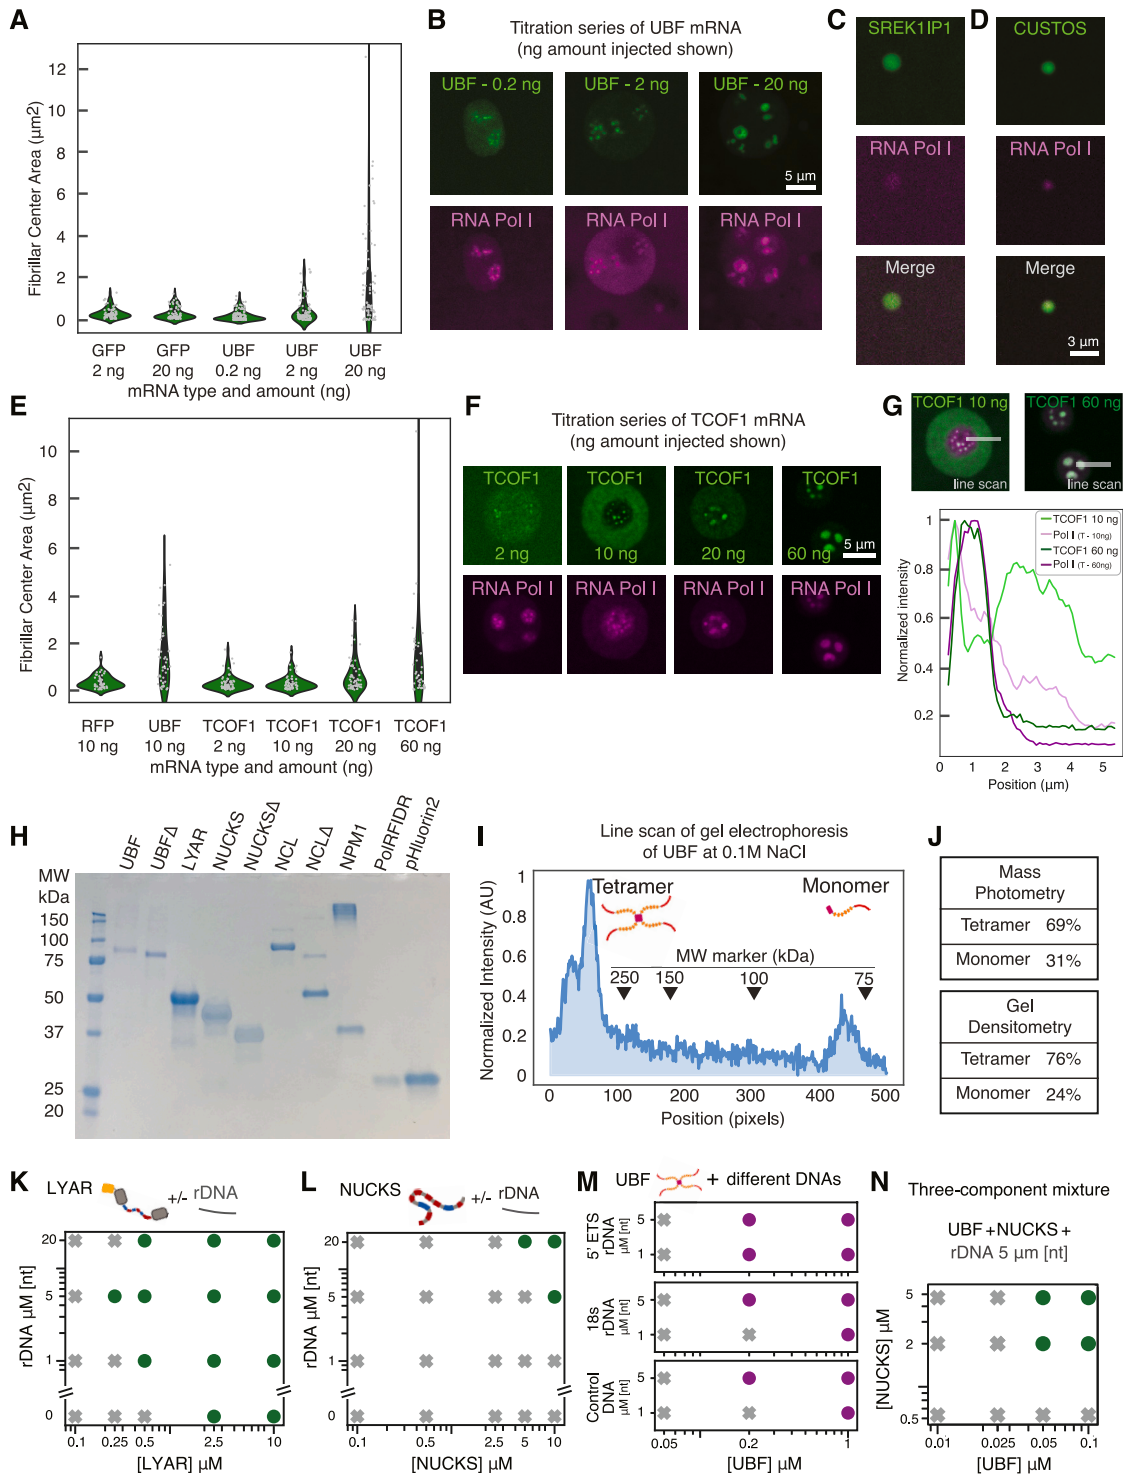 A
Fibrillar Center Area (µm2)
12
10
8
6
4
2
0
GFP GFP UBF UBF UBF
2 ng 20 ng 0.2 ng 2 ng 20 ng
mRNA type and amount (ng)
B
Titration series of UBF mRNA
(ng amount injected shown)
UBF - 0.2 ng UBF - 2 ng UBF - 20 ng
5 µm
RNA Pol I RNA Pol I RNA Pol I
C
SREK1IP1
RNA Pol I
Merge
D
CUSTOS
RNA Pol I
Merge
3 µm
E
Fibrillar Center Area (µm2)
10
8
6
4
2
0
RFP UBF TCOF1 TCOF1 TCOF1 TCOF1
10 ng 10 ng 2 ng 10 ng 20 ng 60 ng
mRNA type and amount (ng)
F
Titration series of TCOF1 mRNA
(ng amount injected shown)
TCOF1 TCOF1 TCOF1 TCOF1
2 ng 10 ng 20 ng 60 ng
5 µm
RNA Pol I RNA Pol I RNA Pol I RNA Pol I
G
TCOF1 10 ng TCOF1 60 ng
line scan line scan
TCOF1 10 ng
Pol I (T - 10ng)
TCOF1 60 ng
Pol I (T - 60ng)
Normalized intensity
1
0.8
0.6
0.4
0.2
0 1 2 3 4 5
Position (µm)
H
UBF UBFΔ LYAR NUCKS NUCKSΔ NCL NCLΔ NPM1 PolRFIDR pHluorin2
MW
kDa
150
100
75
50
37
25
20
I
Line scan of gel electrophoresis
of UBF at 0.1M NaCl
Normalized Intensity (AU)
1
0.8
0.6
0.4
0.2
0
Tetramer Monomer
MW marker (kDa)
250 150 100 75
0 100 200 300 400 500
Position (pixels)
J
Mass
Photometry
Tetramer 69%
Monomer 31%
Gel
Densitometry
Tetramer 76%
Monomer 24%
K
LYAR +/- rDNA
rDNA µM [nt]
20
5
1
0
0.1 0.25 0.5 2.5 10
[LYAR] µM
L
NUCKS +/- rDNA
20
5
1
0
0.1 0.5 2.5 5 10
[NUCKS] µM
M
UBF + different DNAs
5' ETS
rDNA
µM [nt]
5
1
18s
rDNA
µM [nt]
5
1
Control
DNA
µM [nt]
5
1
0.05 0.2 1
[UBF] µM
N
Three-component mixture
UBF +NUCKS +
rDNA 5 µm [nt]
[NUCKS] µM
5
2
0.5
0.01 0.025 0.05 0.1
[UBF] µM